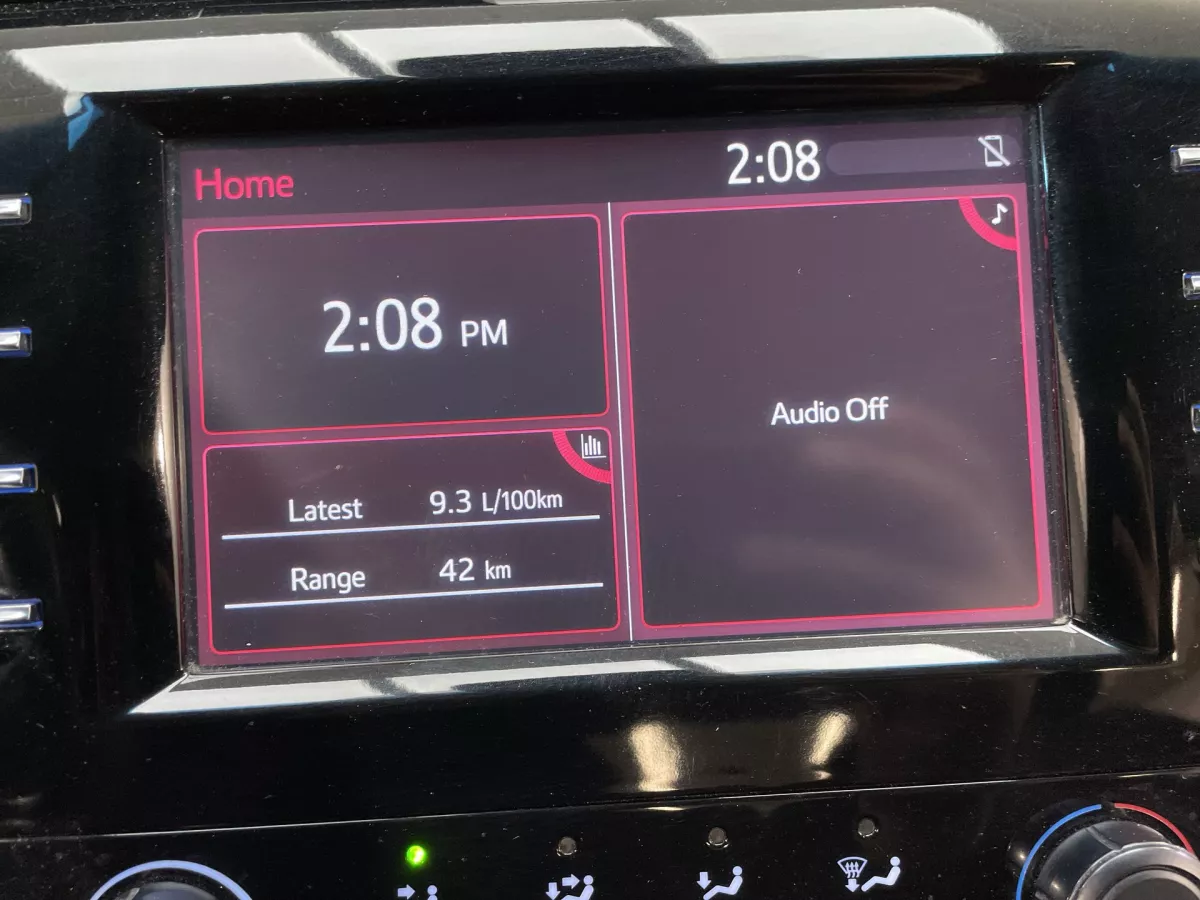 Home
2:08
2:08 PM
Latest 9.3 L/100km
Range 42 km
Audio Off